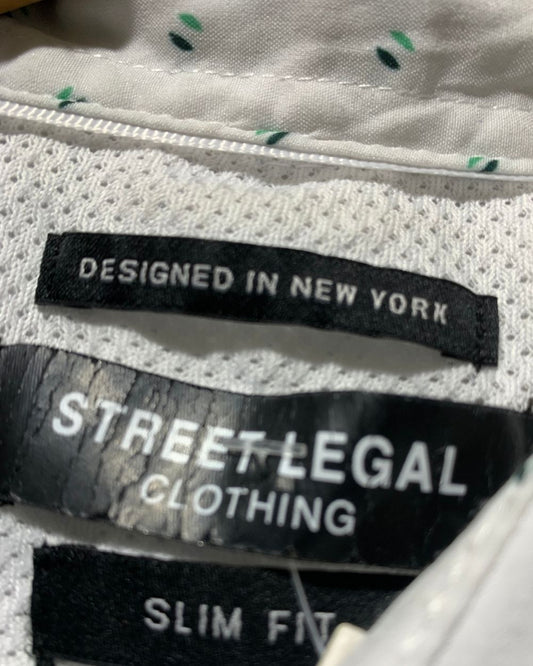 DESIGNED IN NEW YORK
STREET LEGAL
CLOTHING
SLIM FIT